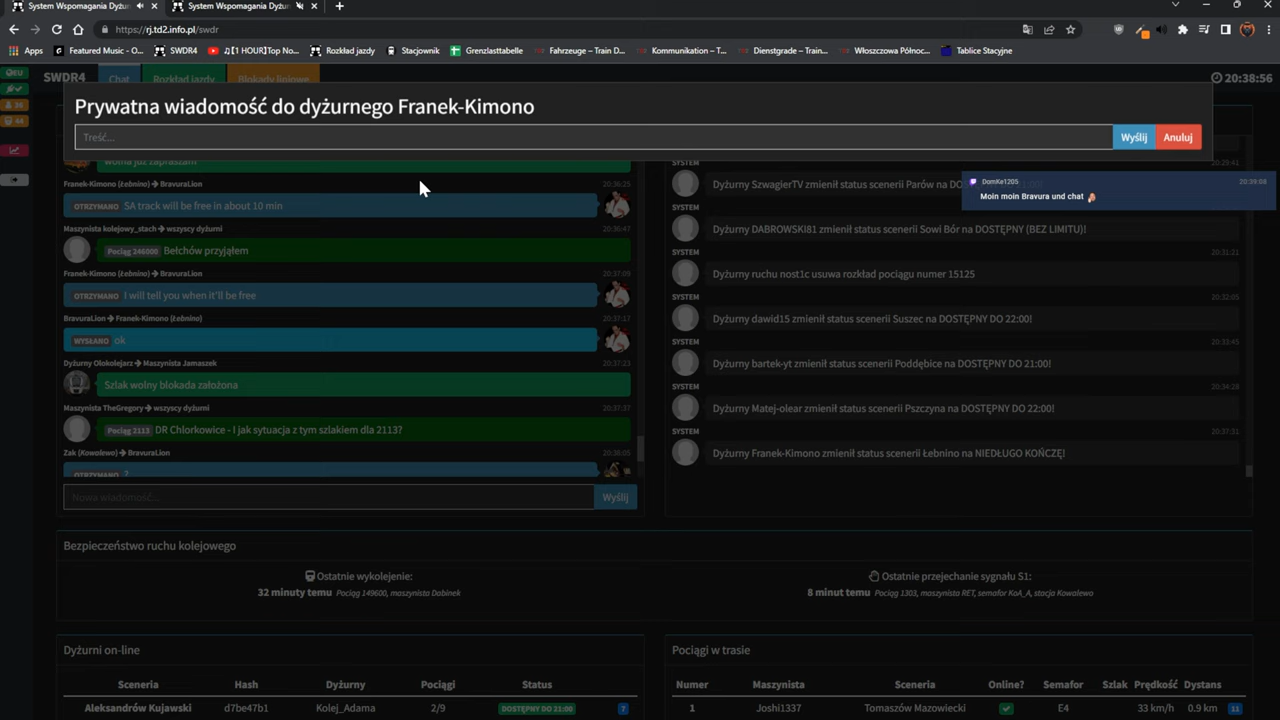 System Wspomagania Dyżur
System Wspomagania Dyżur
https://rj.td2.info.pl/swdr
Apps
Featured Music - O...
SWDR4
♫[1 HOUR]Top No...
Rozkład jazdy
Stacjownik
Grenzlasttabelle
Fahrzeuge – Train D...
Kommunikation – T...
Dienstgrade – Train...
Włoszczowa Północ...
Tablice Stacyjne
EU
SWDR4
Chat
Rozkład jazdy
Blokady liniowe
20:38:56
Prywatna wiadomość do dyżurnego Franek-Kimono
Treść...
Wyślij
Anuluj
Franek-Kimono (Łebnino) → BravuraLion
20:36:25
OTRZYMANO SA track will be free in about 10 min
Maszynista kolejowy_stach → wszyscy dyżurni
20:36:47
Pociąg 246000 Bełchów przyjąłem
Franek-Kimono (Łebnino) → BravuraLion
20:37:09
OTRZYMANO I will tell you when it'll be free
BravuraLion → Franek-Kimono (Łebnino)
20:37:17
WYSŁANO ok
Dyżurny Olokolejarz → Maszynista Jamaszek
20:37:23
Szlak wolny blokada założona
Maszynista TheGregory → wszyscy dyżurni
20:37:37
Pociąg 2113 DR Chlorkowice - I jak sytuacja z tym szlakiem dla 2113?
Zak (Kowalewo) → BravuraLion
20:38:05
OTRZYMANO ?
Nowa wiadomość...
Wyślij
SYSTEM
20:29:41
Dyżurny SzwagierTV zmienił status scenerii Parów na
DomKe1205
20:39:08
Moin moin Bravura und chat
SYSTEM
Dyżurny DABROWSKI81 zmienił status scenerii Sowi Bór na DOSTĘPNY (BEZ LIMITU)!
SYSTEM
20:31:21
Dyżurny ruchu nost1c usuwa rozkład pociągu numer 15125
SYSTEM
20:32:05
Dyżurny dawid15 zmienił status scenerii Suszec na DOSTĘPNY DO 22:00!
SYSTEM
20:33:45
Dyżurny bartek-yt zmienił status scenerii Poddębice na DOSTĘPNY DO 21:00!
SYSTEM
20:34:28
Dyżurny Matej-olear zmienił status scenerii Pszczyna na DOSTĘPNY DO 22:00!
SYSTEM
20:37:31
Dyżurny Franek-Kimono zmienił status scenerii Łebnino na NIEDŁUGO KOŃCZĘ!
Bezpieczeństwo ruchu kolejowego
Ostatnie wykolejenie:
32 minuty temu Pociąg 149600, maszynista Dabinek
Ostatnie przejechanie sygnału S1:
8 minut temu Pociąg 1303, maszynista RET, semafor KoA_A, stacja Kowalewo
Dyżurni on-line
Sceneria Hash Dyżurny Pociągi Status
Aleksandrów Kujawski d7be47b1 Kolej_Adama 2/9 DOSTĘPNY DO 21:00 7
Pociągi w trasie
Numer Maszynista Sceneria Online? Semafor Szlak Prędkość Dystans
1 Joshi1337 Tomaszów Mazowiecki E4 33 km/h 0.9 km 11